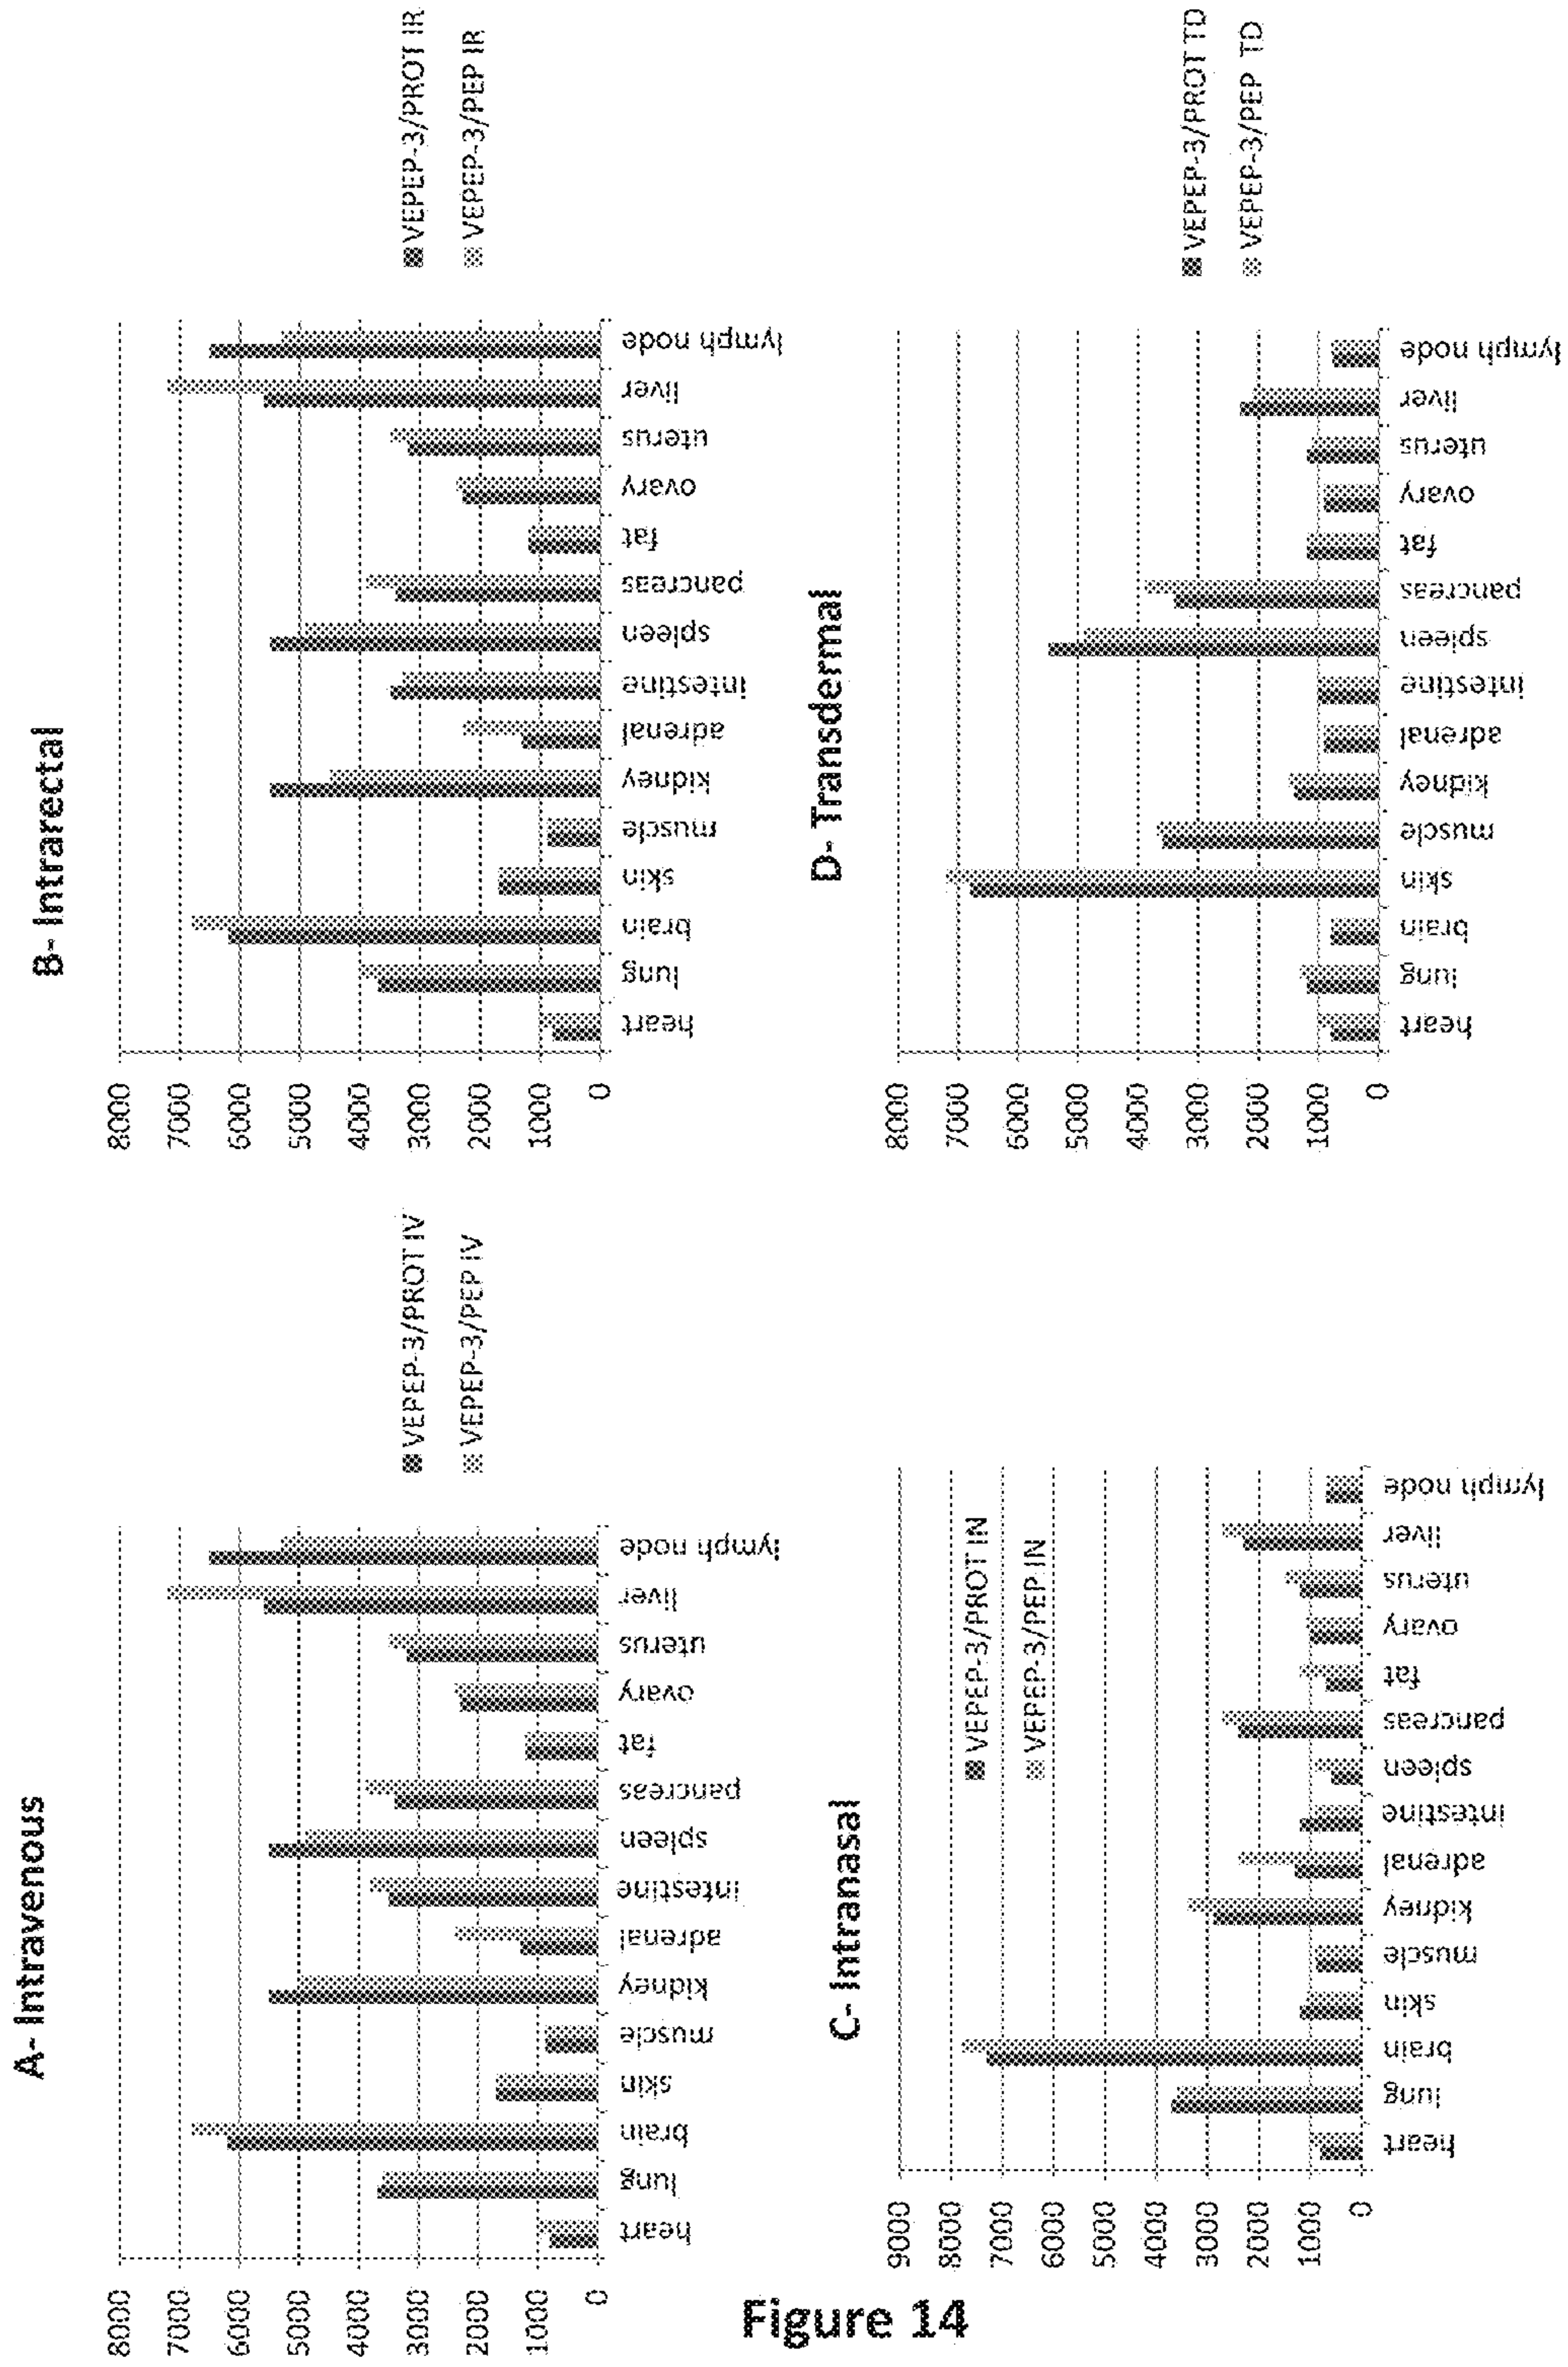 A- Intravenous
8000
7000
6000
5000
4000
3000
2000
1000
0
heart
lung
brain
skin
muscle
kidney
adrenal
intestine
spleen
pancreas
fat
ovary
uterus
liver
lymph node
VEPEP-3/PROT IV
VEPEP-3/PEP IV
B- Intrarectal
8000
7000
6000
5000
4000
3000
2000
1000
0
heart
lung
brain
skin
muscle
kidney
adrenal
intestine
spleen
pancreas
fat
ovary
uterus
liver
lymph node
VEPEP-3/PROT IR
VEPEP-3/PEP IR
C- Intranasal
9000
8000
7000
6000
5000
4000
3000
2000
1000
0
heart
lung
brain
skin
muscle
kidney
adrenal
intestine
spleen
pancreas
fat
ovary
uterus
liver
lymph node
VEPEP-3/PROT IN
VEPEP-3/PEP IN
D- Transdermal
8000
7000
6000
5000
4000
3000
2000
1000
0
heart
lung
brain
skin
muscle
kidney
adrenal
intestine
spleen
pancreas
fat
ovary
uterus
liver
lymph node
VEPEP-3/PROT TD
VEPEP-3/PEP TD
Figure 14